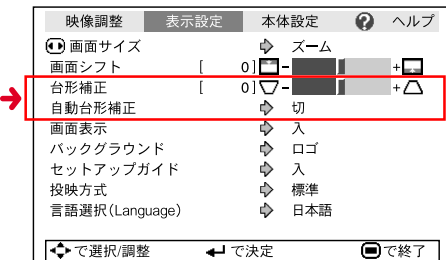 映像調整 表示設定 本体設定 ? ヘルプ
画面サイズ ズーム
画面シフト [ 0] - +
台形補正 [ 0] - +
自動台形補正 切
画面表示 入
バックグラウンド ロゴ
セットアップガイド 入
投映方式 標準
言語選択(Language) 日本語
で選択/調整 で決定 で終了